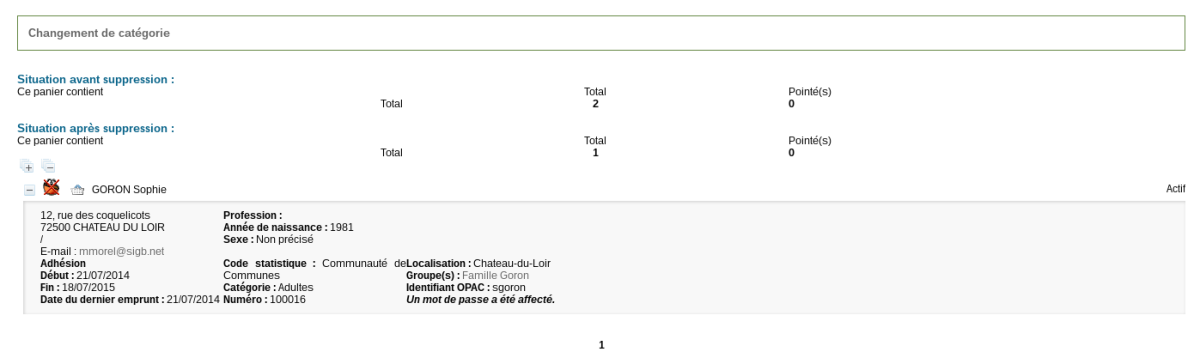 Changement de catégorie
Situation avant suppression :
Ce panier contient Total Pointé(s)
Total 2 0
Situation après suppression :
Ce panier contient Total Pointé(s)
Total 1 0
GORON Sophie Actif
12, rue des coquelicots Profession :
72500 CHATEAU DU LOIR Année de naissance : 1981
/ Sexe : Non précisé
E-mail : mmorel@sigb.net
Adhésion Code statistique : Communauté de Localisation : Chateau-du-Loir
Début : 21/07/2014 Communes Groupe(s) : Famille Goron
Fin : 18/07/2015 Catégorie : Adultes Identifiant OPAC : sgoron
Date du dernier emprunt : 21/07/2014 Numéro : 100016 Un mot de passe a été affecté.
1